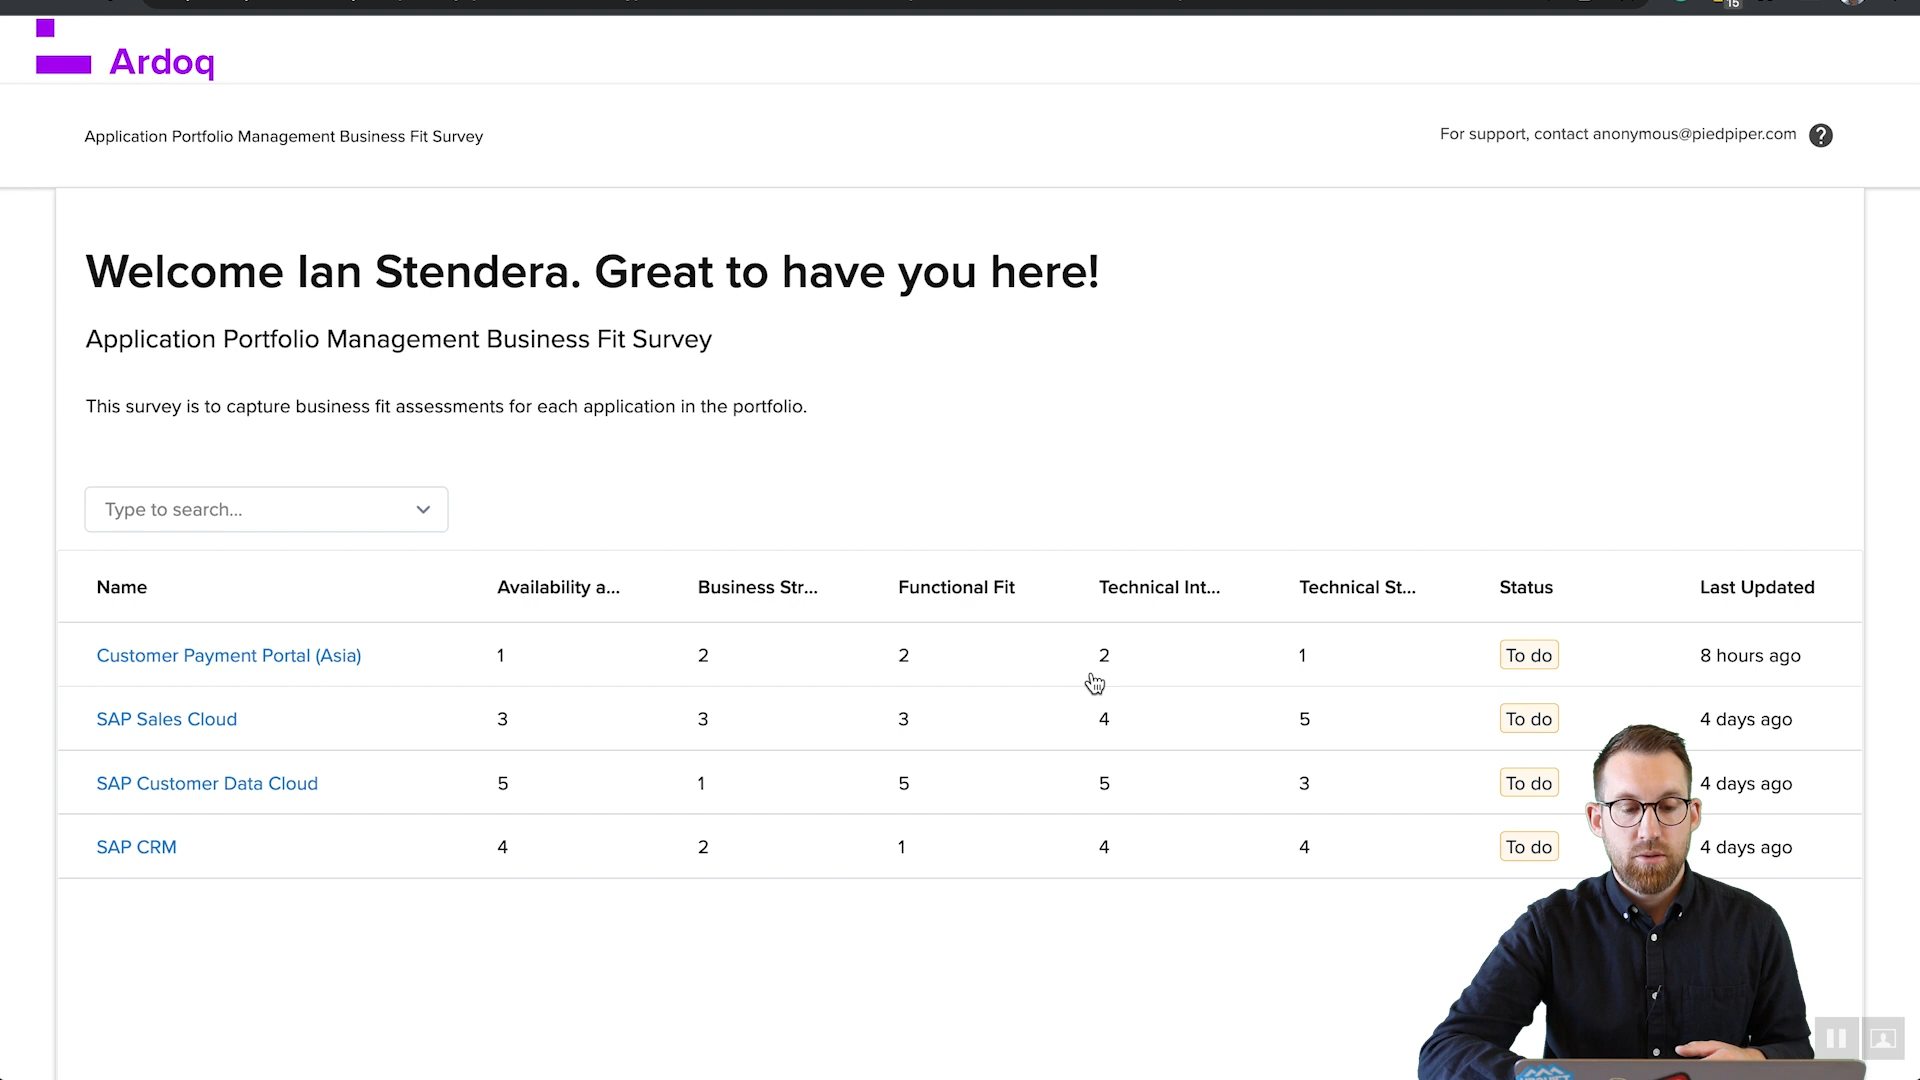 15
Ardoq
Application Portfolio Management Business Fit Survey
For support, contact anonymous@piedpiper.com ?
Welcome Ian Stendera. Great to have you here!
Application Portfolio Management Business Fit Survey
This survey is to capture business fit assessments for each application in the portfolio.
Type to search...
Name Availability a... Business Str... Functional Fit Technical Int... Technical St... Status Last Updated
Customer Payment Portal (Asia) 1 2 2 2 1 To do 8 hours ago
SAP Sales Cloud 3 3 3 4 5 To do 4 days ago
SAP Customer Data Cloud 5 1 5 5 3 To do 4 days ago
SAP CRM 4 2 1 4 4 To do 4 days ago